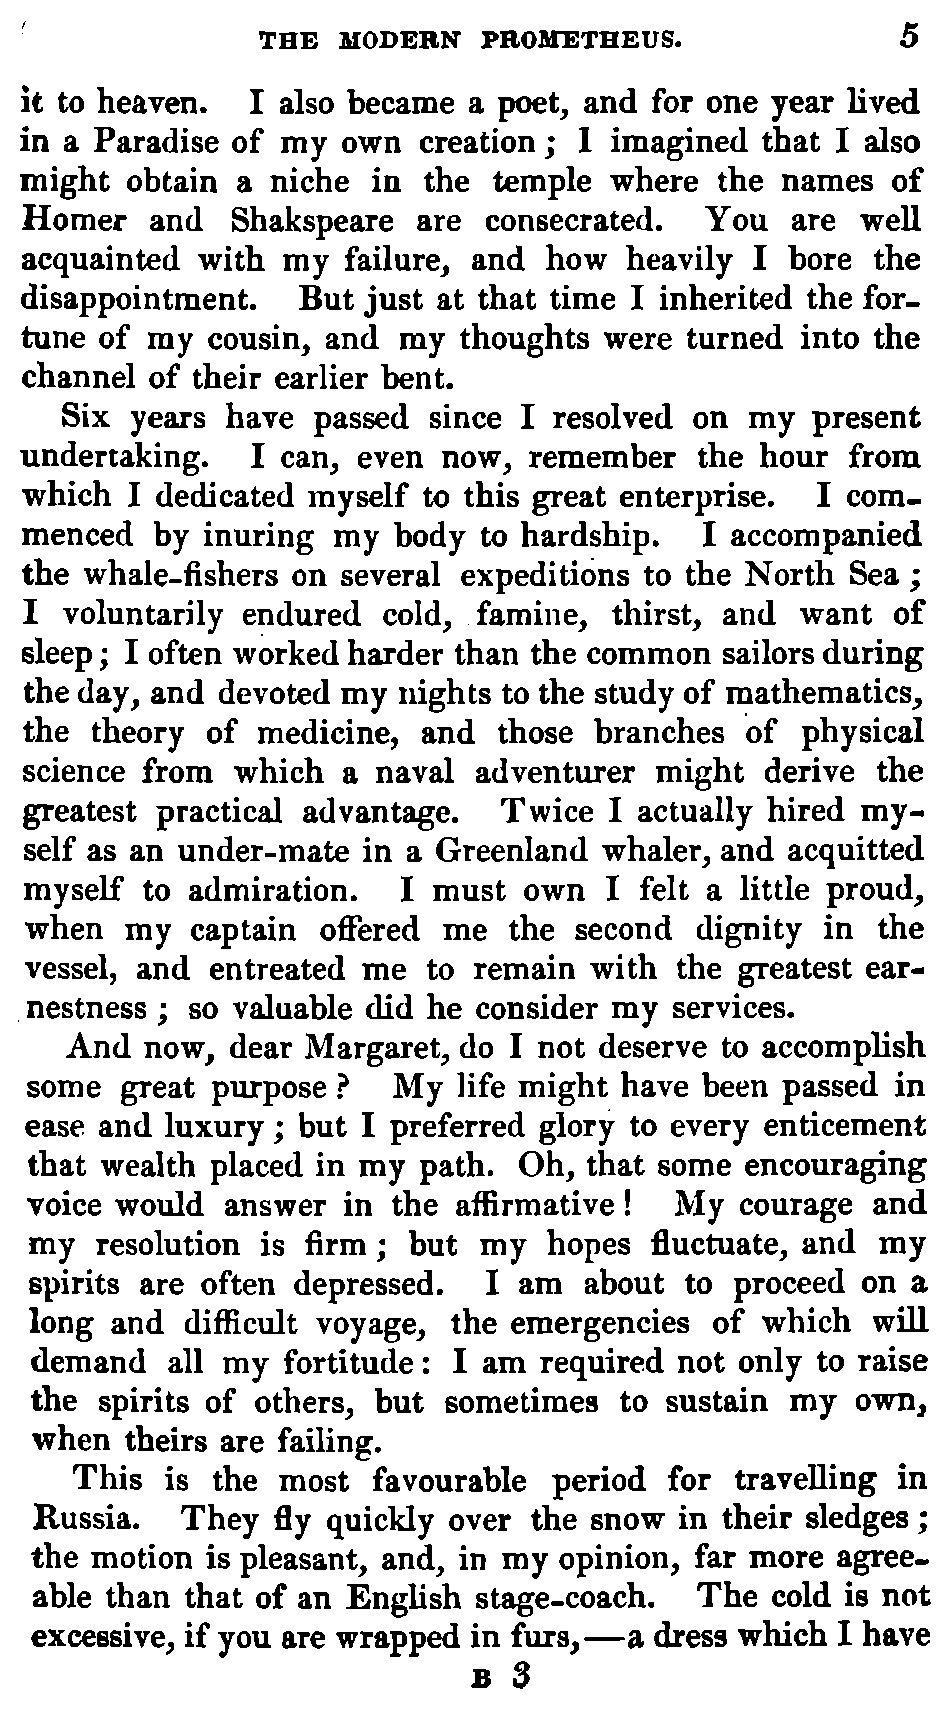 THE MODERN PROMETHEUS. 5
it to heaven. I also became a poet, and for one year lived
in a Paradise of my own creation; I imagined that I also
might obtain a niche in the temple where the names of
Homer and Shakspeare are consecrated. You are well
acquainted with my failure, and how heavily I bore the
disappointment. But just at that time I inherited the for-
tune of my cousin, and my thoughts were turned into the
channel of their earlier bent.
Six years have passed since I resolved on my present
undertaking. I can, even now, remember the hour from
which I dedicated myself to this great enterprise. I com-
menced by inuring my body to hardship. I accompanied
the whale-fishers on several expeditions to the North Sea;
I voluntarily endured cold, famine, thirst, and want of
sleep; I often worked harder than the common sailors during
the day, and devoted my nights to the study of mathematics,
the theory of medicine, and those branches of physical
science from which a naval adventurer might derive the
greatest practical advantage. Twice I actually hired my-
self as an under-mate in a Greenland whaler, and acquitted
myself to admiration. I must own I felt a little proud,
when my captain offered me the second dignity in the
vessel, and entreated me to remain with the greatest ear-
nestness; so valuable did he consider my services.
And now, dear Margaret, do I not deserve to accomplish
some great purpose? My life might have been passed in
ease and luxury; but I preferred glory to every enticement
that wealth placed in my path. Oh, that some encouraging
voice would answer in the affirmative! My courage and
my resolution is firm; but my hopes fluctuate, and my
spirits are often depressed. I am about to proceed on a
long and difficult voyage, the emergencies of which will
demand all my fortitude: I am required not only to raise
the spirits of others, but sometimes to sustain my own,
when theirs are failing.
This is the most favourable period for travelling in
Russia. They fly quickly over the snow in their sledges;
the motion is pleasant, and, in my opinion, far more agree-
able than that of an English stage-coach. The cold is not
excessive, if you are wrapped in furs,—a dress which I have
B 3